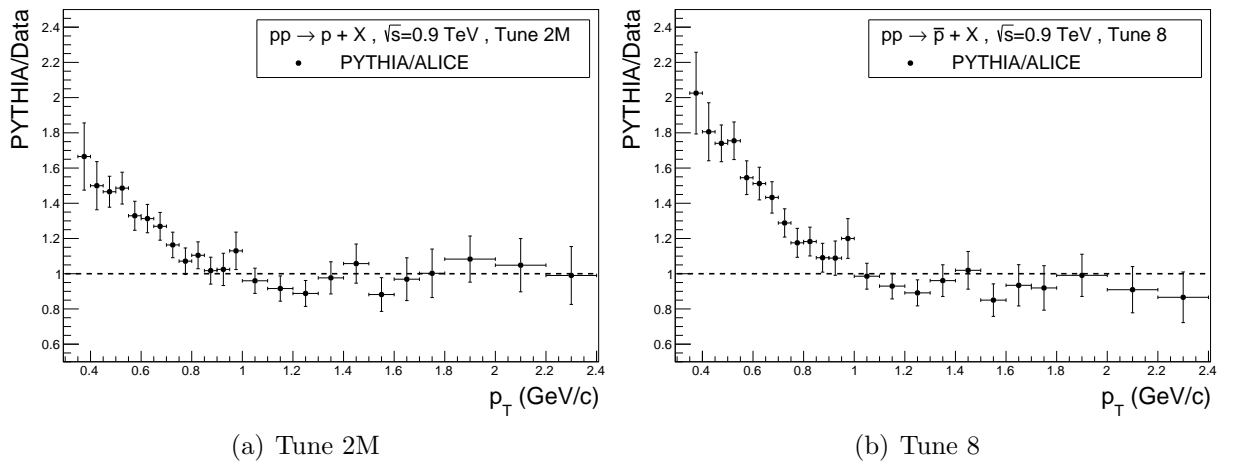 PYTHIA/Data
2.4
2.2
2
1.8
1.6
1.4
1.2
1
0.8
0.6
pp → p + X , √s=0.9 TeV , Tune 2M
• PYTHIA/ALICE
0.4 0.6 0.8 1 1.2 1.4 1.6 1.8 2 2.2 2.4
p_T (GeV/c)
(a) Tune 2M
PYTHIA/Data
2.4
2.2
2
1.8
1.6
1.4
1.2
1
0.8
0.6
pp → p̅ + X , √s=0.9 TeV , Tune 8
• PYTHIA/ALICE
0.4 0.6 0.8 1 1.2 1.4 1.6 1.8 2 2.2 2.4
p_T (GeV/c)
(b) Tune 8